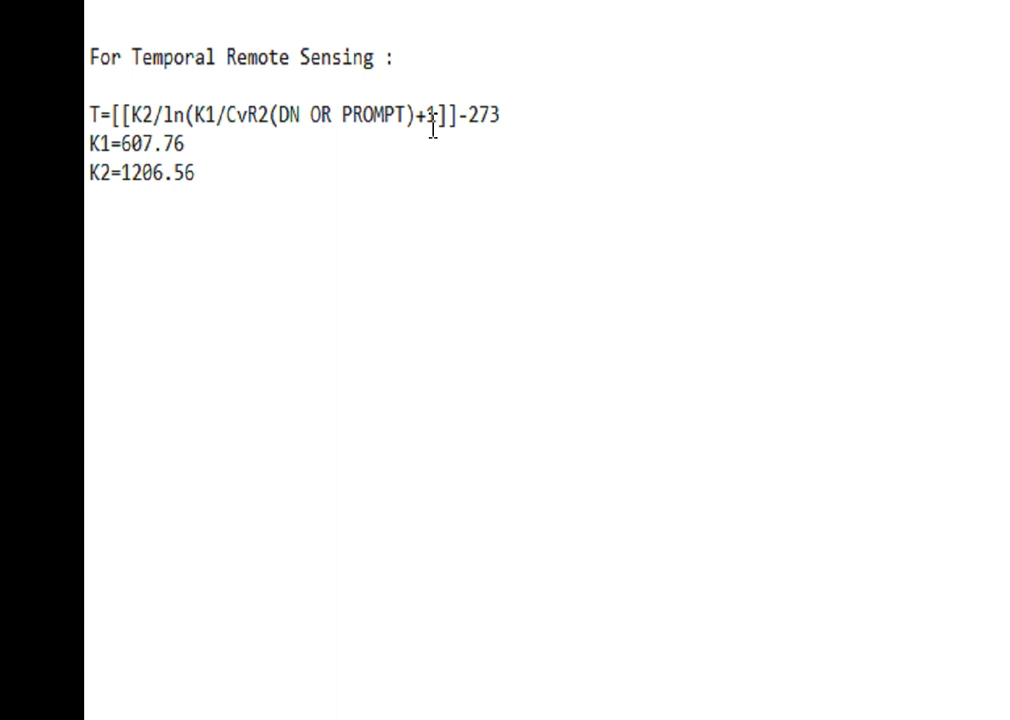 For Temporal Remote Sensing :
T=[[K2/ln(K1/CvR2(DN OR PROMPT)+1]]-273
K1=607.76
K2=1206.56